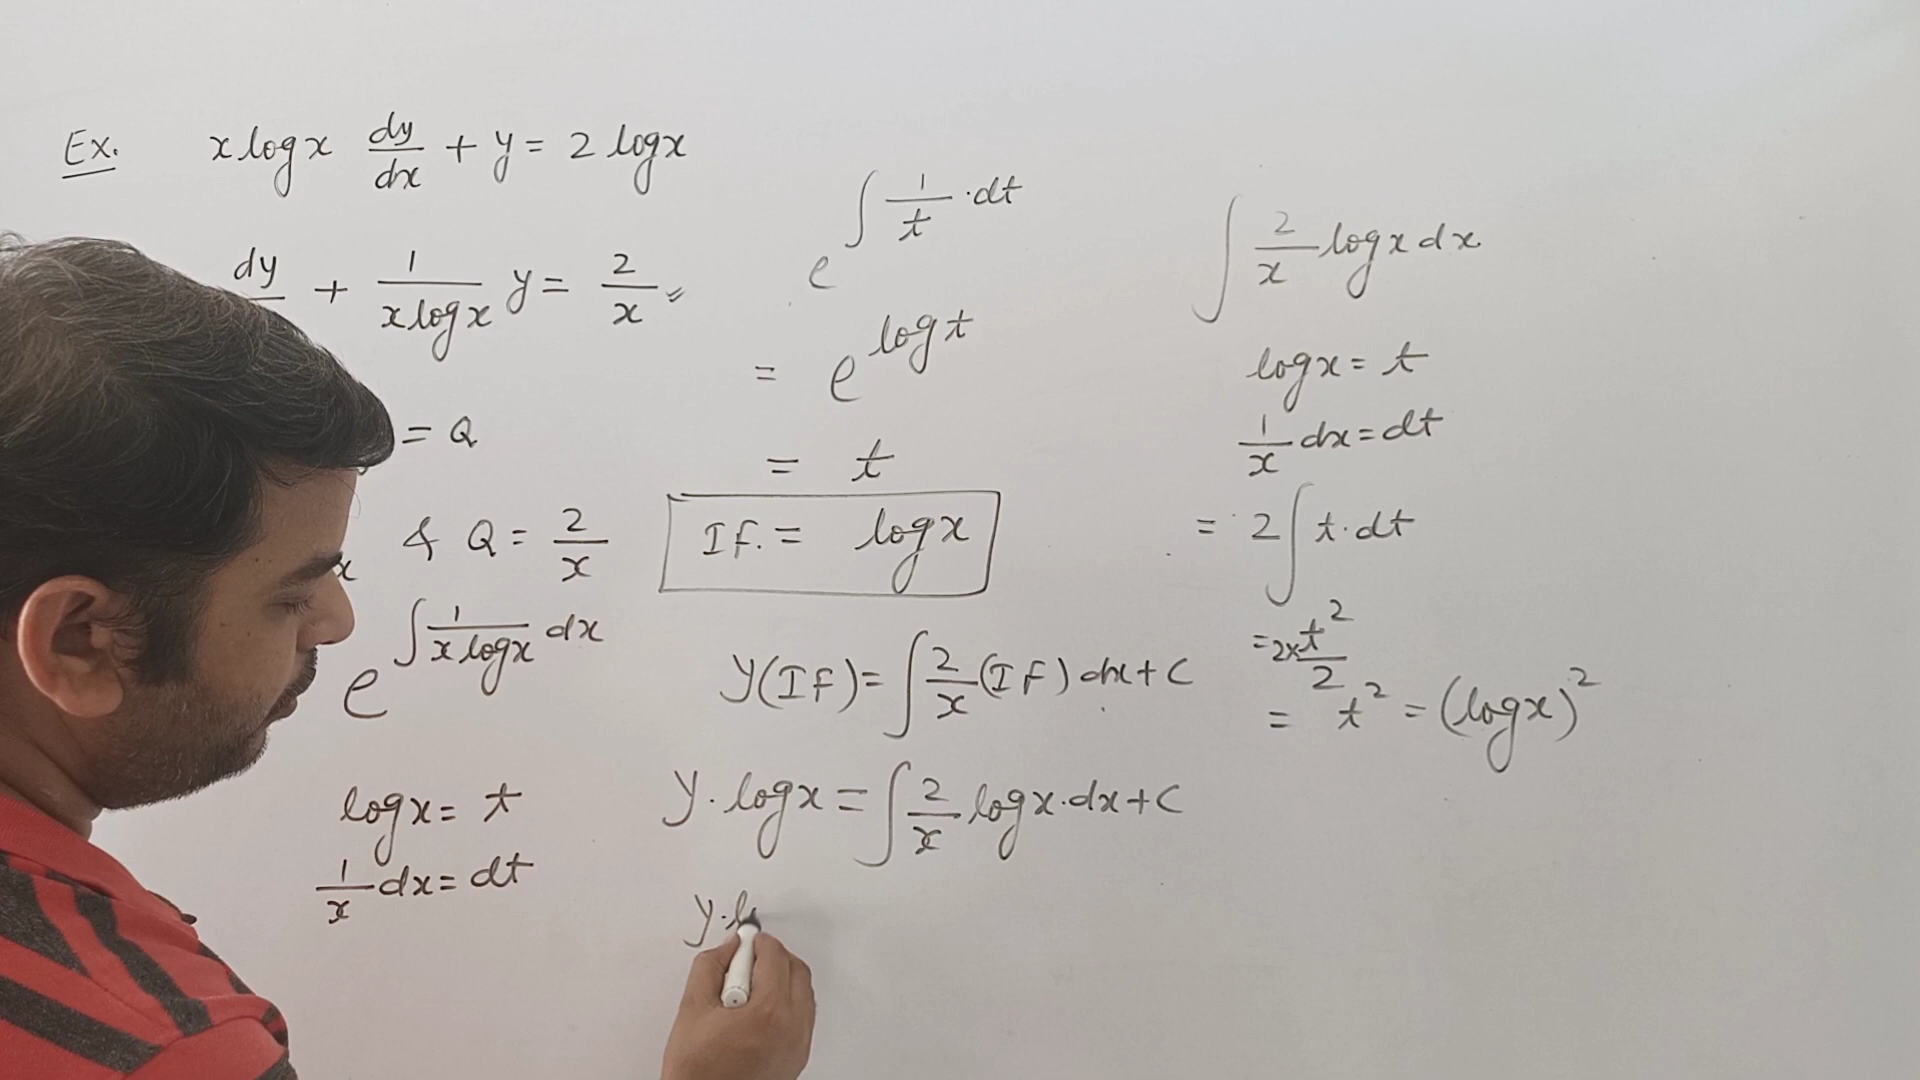 Ex. x log x dy/dx + y = 2 log x
dy + 1/(x log x) y = 2/x
= Q
x & Q = 2/x
e^∫ 1/(x log x) dx
log x = t
1/x dx = dt
e^∫ 1/t · dt
= e^log t
= t
IF. = log x
y(IF) = ∫ 2/x (IF) dx + C
y · log x = ∫ 2/x log x · dx + C
y · l
∫ 2/x log x dx
log x = t
1/x dx = dt
= 2 ∫ t · dt
= 2 x t²/2
= t² = (log x)²